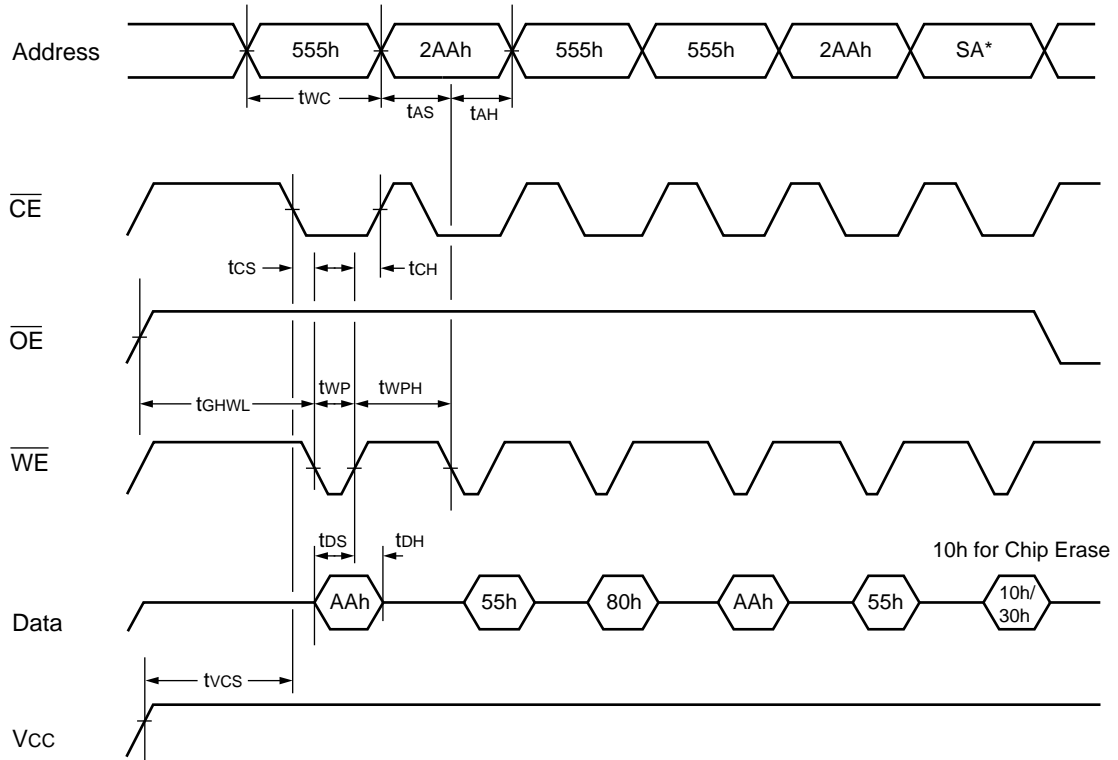 Address 555h 2AAh 555h 555h 2AAh SA*
tWC tAS tAH
CE
tCS tCH
OE
tGHWL tWP tWPH
WE
tDS tDH
10h for Chip Erase
Data AAh 55h 80h AAh 55h 10h/
30h
tVCS
VCC